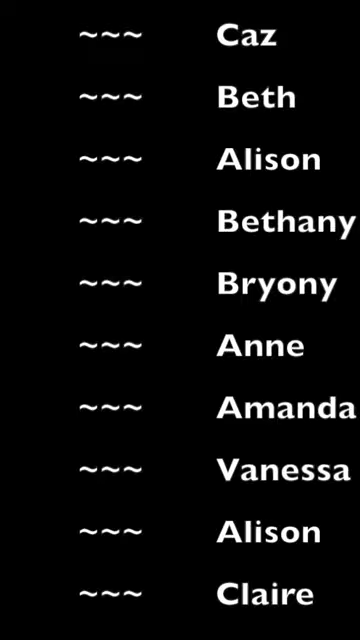 ~~~ Caz
~~~ Beth
~~~ Alison
~~~ Bethany
~~~ Bryony
~~~ Anne
~~~ Amanda
~~~ Vanessa
~~~ Alison
~~~ Claire